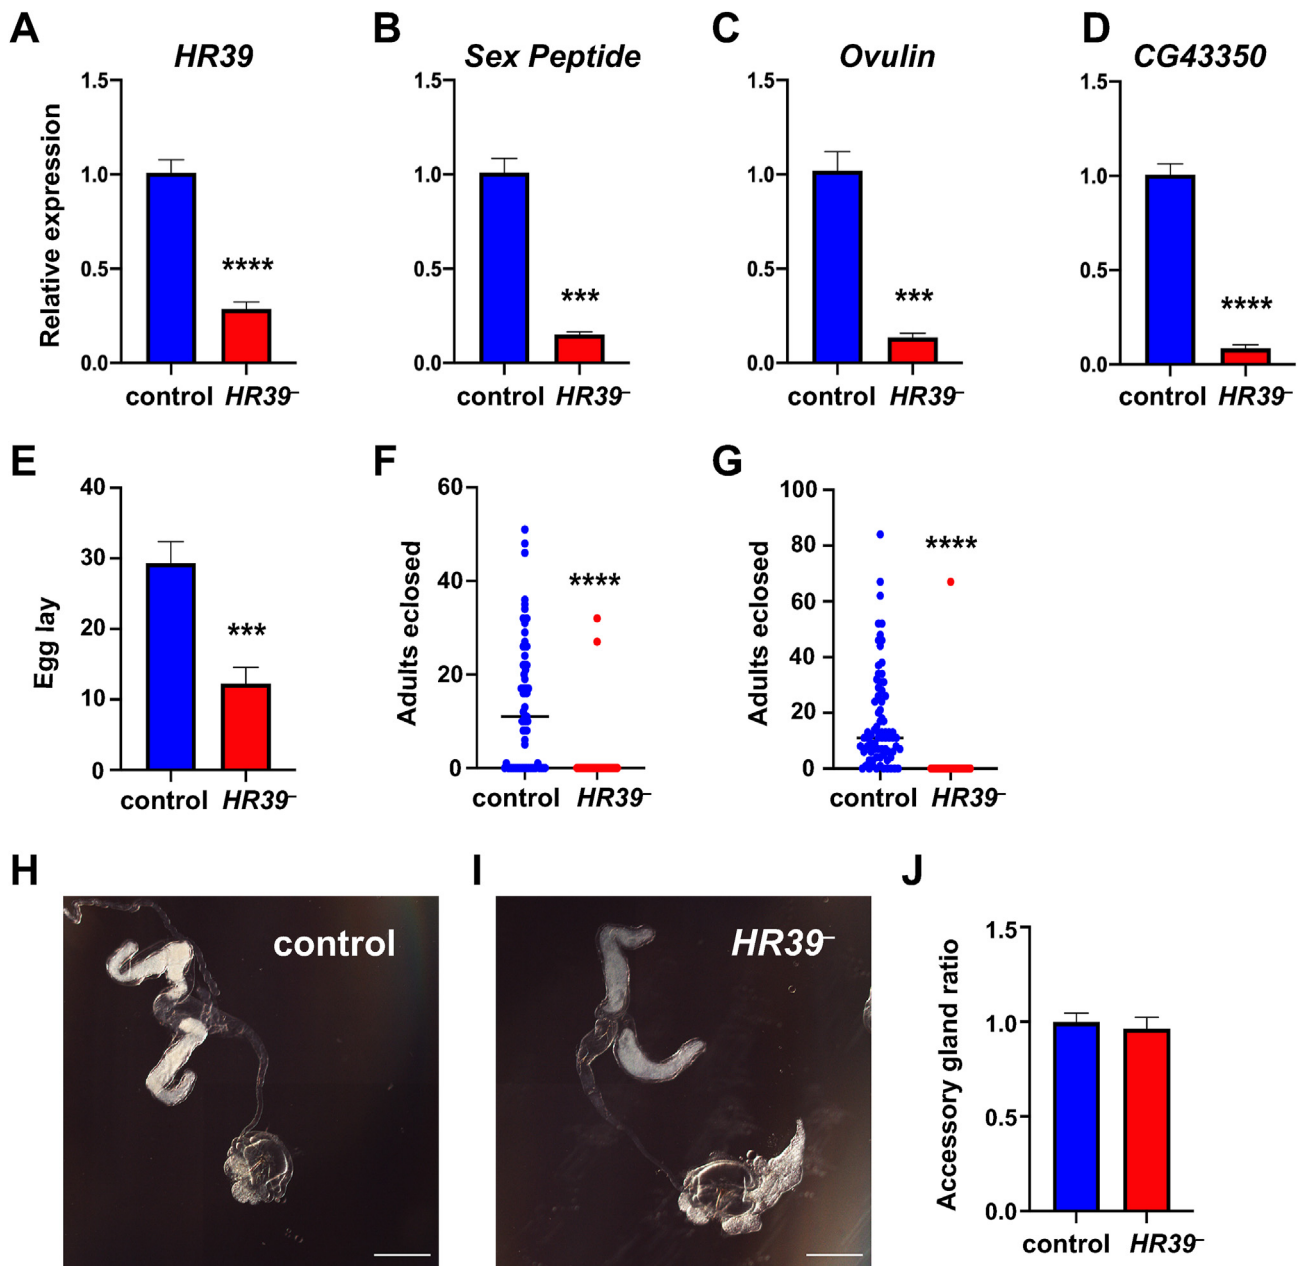 A
HR39
Relative expression
1.5
1.0
0.5
0.0
****
control HR39–
B
Sex Peptide
1.5
1.0
0.5
0.0
***
control HR39–
C
Ovulin
1.5
1.0
0.5
0.0
***
control HR39–
D
CG43350
1.5
1.0
0.5
0.0
****
control HR39–
E
Egg lay
40
30
20
10
0
***
control HR39–
F
Adults eclosed
60
40
20
0
****
control HR39–
G
Adults eclosed
100
80
60
40
20
0
****
control HR39–
H
control
I
HR39–
J
Accessory gland ratio
1.5
1.0
0.5
0.0
control HR39–